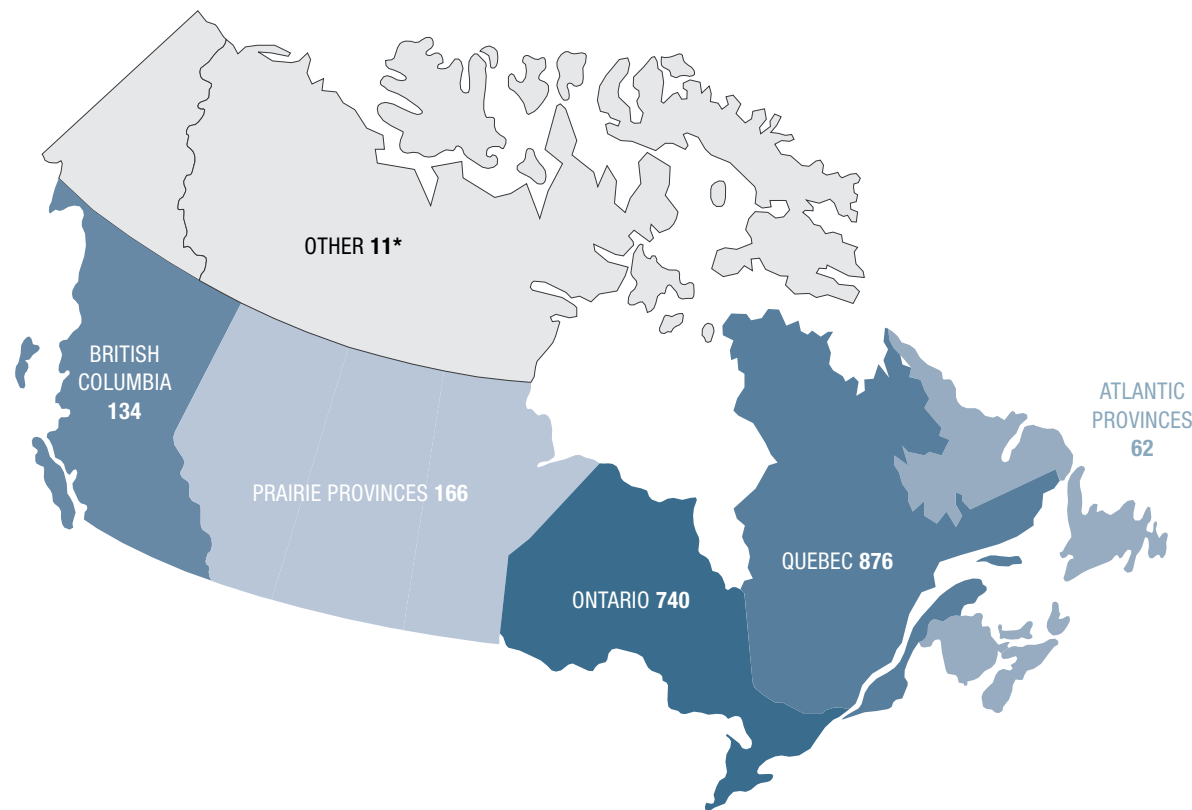 OTHER 11*
BRITISH
COLUMBIA
134
ATLANTIC
PROVINCES
62
PRAIRIE PROVINCES 166
QUEBEC 876
ONTARIO 740